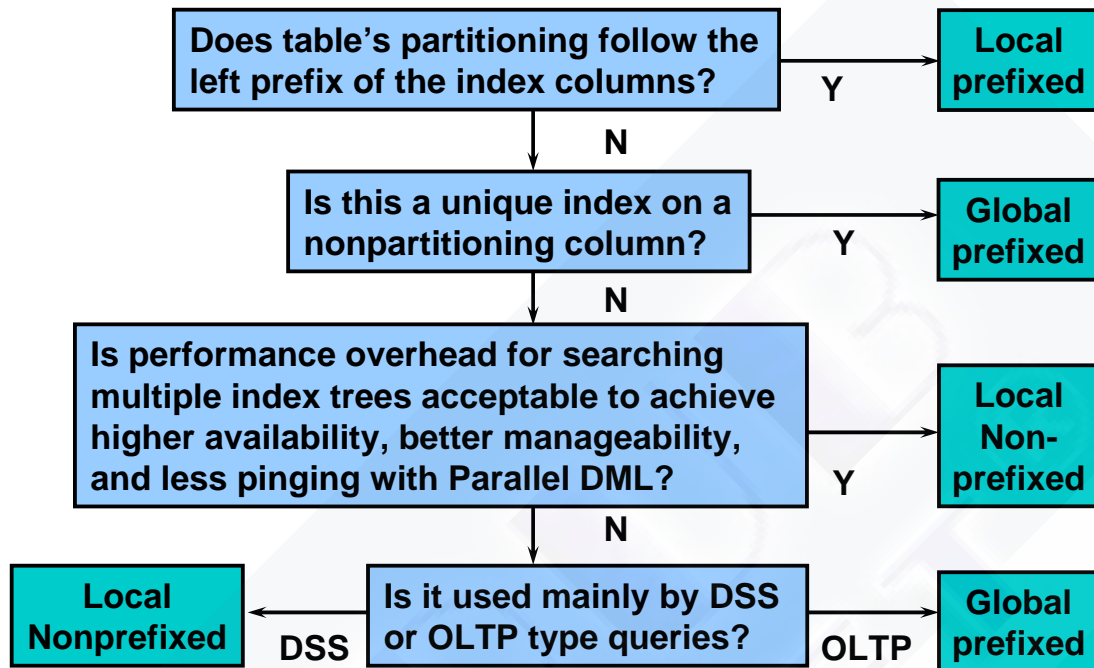 Does table’s partitioning follow the
left prefix of the index columns?
Y
Local
prefixed
N
Is this a unique index on a
nonpartitioning column?
Y
Global
prefixed
N
Is performance overhead for searching
multiple index trees acceptable to achieve
higher availability, better manageability,
and less pinging with Parallel DML?
Y
Local
Non-
prefixed
N
Local
Nonprefixed
DSS
Is it used mainly by DSS
or OLTP type queries?
OLTP
Global
prefixed